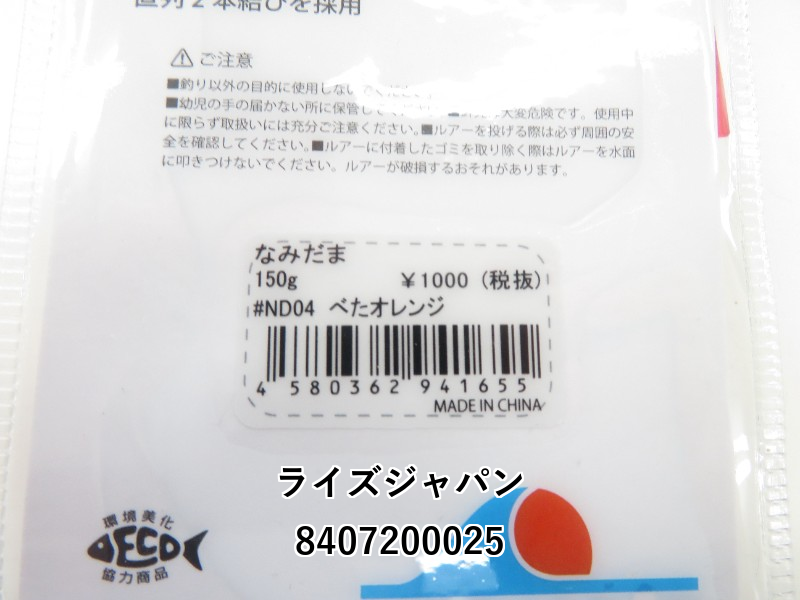 直列2本結びを採用
ご注意
■釣り以外の目的に使用しない
■幼児の手の届かない所に保管して 大変危険です。使用中
に限らず取扱いには充分ご注意ください。■ルアーを投げる際は必ず周囲の安
全を確認してください。■ルアーに付着したゴミを取り除く際はルアーを水面
に叩きつけないでください。ルアーが破損するおそれがあります。
なみだま
150g ¥1000（税抜）
#ND04 べたオレンジ
4 580362 941655
MADE IN CHINA
ライズジャパン
8407200025
環境美化
ECO
協力商品